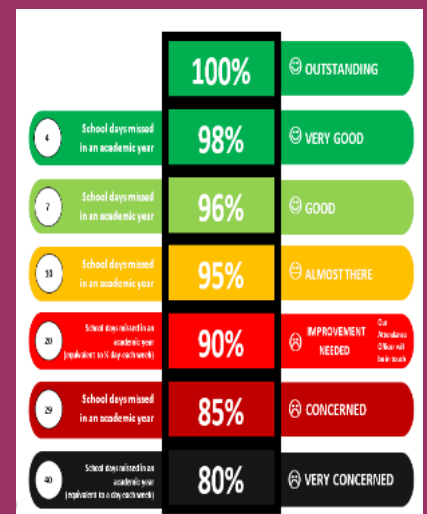 100%
☺ OUTSTANDING
4
School days missed
in an academic year
98%
☺ VERY GOOD
7
School days missed
in an academic year
96%
☺ GOOD
10
School days missed
in an academic year
95%
😐 ALMOST THERE
20
School days missed in an
academic year
(equivalent to ½ day each week)
90%
☹ IMPROVEMENT
NEEDED
Our
Attendance
Officer will
be in touch
29
School days missed
in an academic year
85%
☹ CONCERNED
40
School days missed in an
academic year
(equivalent to a day each week)
80%
☹ VERY CONCERNED